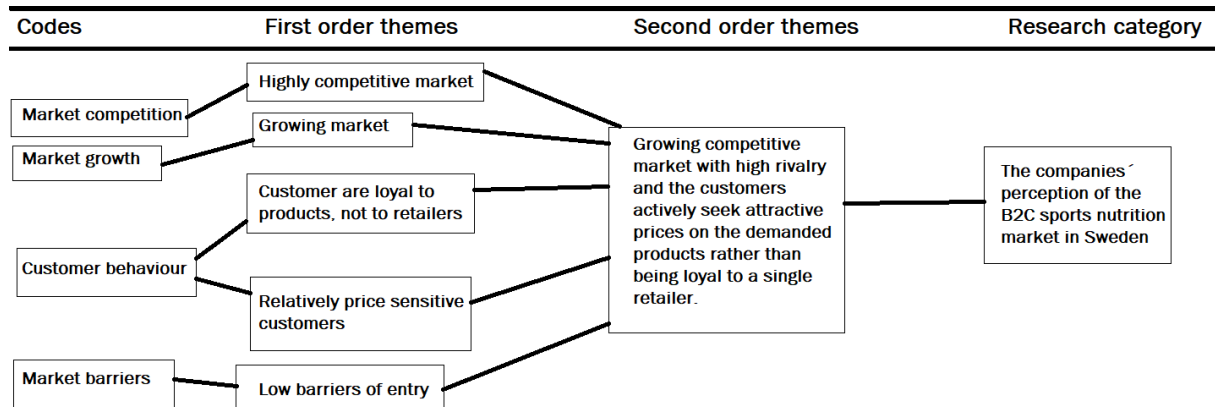 Codes
First order themes
Second order themes
Research category
Market competition
Market growth
Customer behaviour
Market barriers
Highly competitive market
Growing market
Customer are loyal to
products, not to retailers
Relatively price sensitive
customers
Low barriers of entry
Growing competitive
market with high rivalry
and the customers
actively seek attractive
prices on the demanded
products rather than
being loyal to a single
retailer.
The companies´
perception of the
B2C sports nutrition
market in Sweden